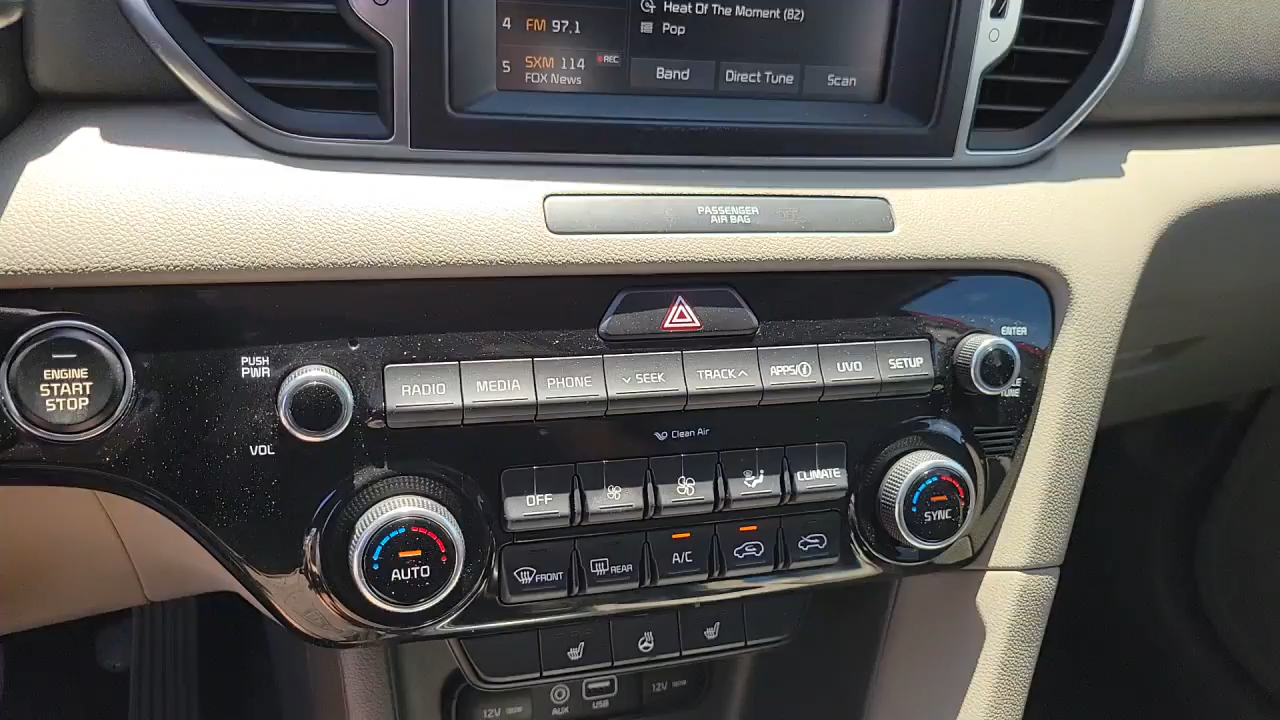 Heat Of The Moment (82)
4 FM 97.1
Pop
5 SXM 114 REC
FOX News
Band Direct Tune Scan
PASSENGER
AIR BAG
ENTER
PUSH
PWR
ENGINE
START
STOP
RADIO MEDIA PHONE SEEK TRACK APPS/i UVO SETUP
TUNE
VOL
Clean Air
OFF CLIMATE
SYNC
AUTO
FRONT REAR A/C
12V AUX USB 12V